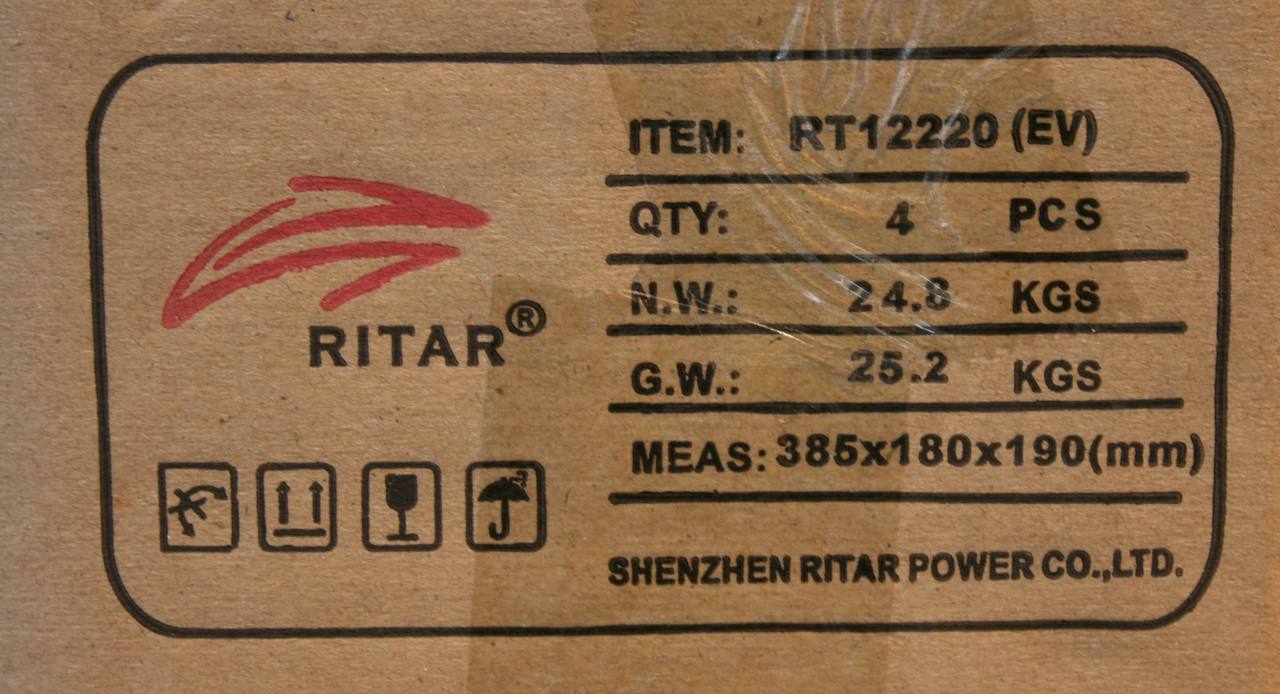 RITAR®
ITEM: RT12220 (EV)
QTY: 4 PCS
N.W.: 24.8 KGS
G.W.: 25.2 KGS
MEAS: 385x180x190(mm)
SHENZHEN RITAR POWER CO.,LTD.